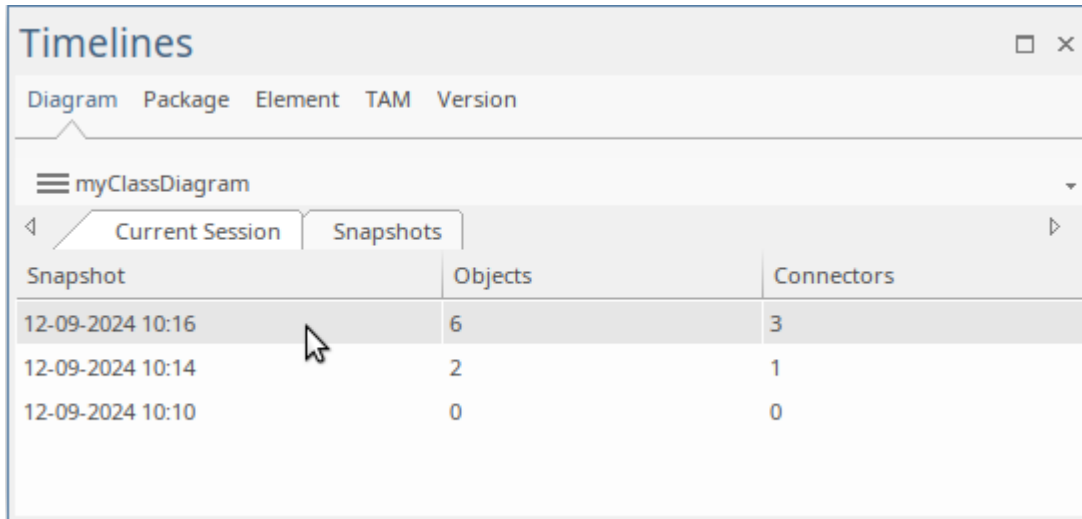 Timelines
Diagram Package Element TAM Version
myClassDiagram
Current Session Snapshots
Snapshot Objects Connectors
12-09-2024 10:16 6 3
12-09-2024 10:14 2 1
12-09-2024 10:10 0 0